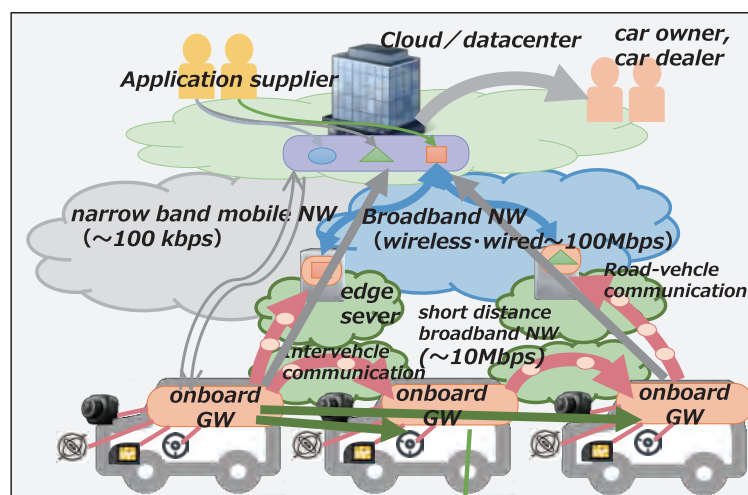 Cloud／datacenter
car owner,
car dealer
Application supplier
narrow band mobile NW
（～100 kbps）
Broadband NW
（wireless・wired～100Mbps）
Road-vehcle
communication
edge
sever
short distance
broadband NW
（～10Mbps）
Intervehcle
communication
onboard
GW
onboard
GW
onboard
GW